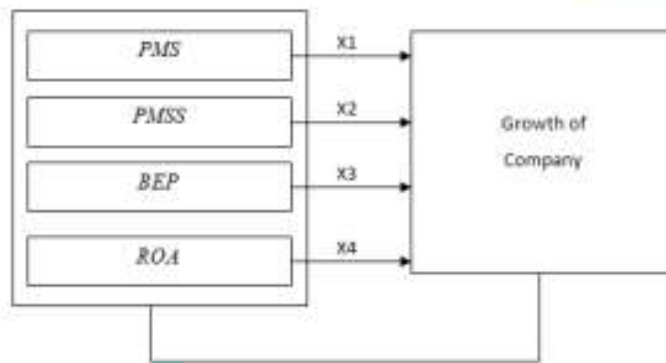 PMS
X1
PMSS
X2
BEP
X3
ROA
X4
Growth of
Company